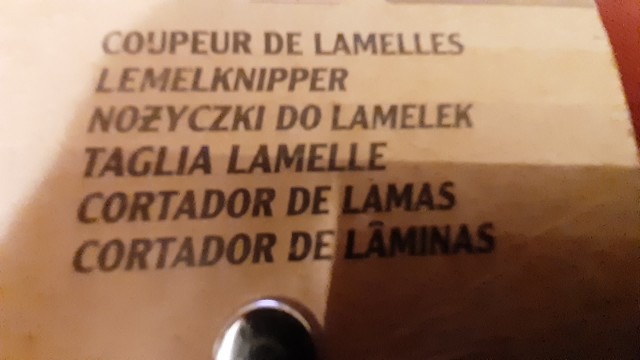 COUPEUR DE LAMELLES
LEMELKNIPPER
NOŻYCZKI DO LAMELEK
TAGLIA LAMELLE
CORTADOR DE LAMAS
CORTADOR DE LÂMINAS